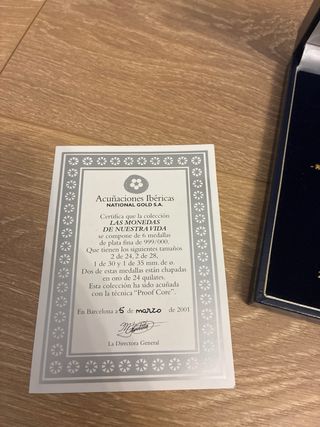 Acuñaciones Ibéricas
NATIONAL GOLD S.A.
Certifica que la colección
LAS MONEDAS
DE NUESTRA VIDA
se compone de 6 medallas
de plata fina de 999/000.
Que tienen los siguientes tamaños
2 de 24, 2 de 28,
1 de 30 y 1 de 35 mm. de ø.
Dos de estas medallas están chapadas
en oro de 24 quilates.
Esta colección ha sido acuñada
con la técnica "Proof Core".
En Barcelona a 5 de marzo de 2001
La Directora General